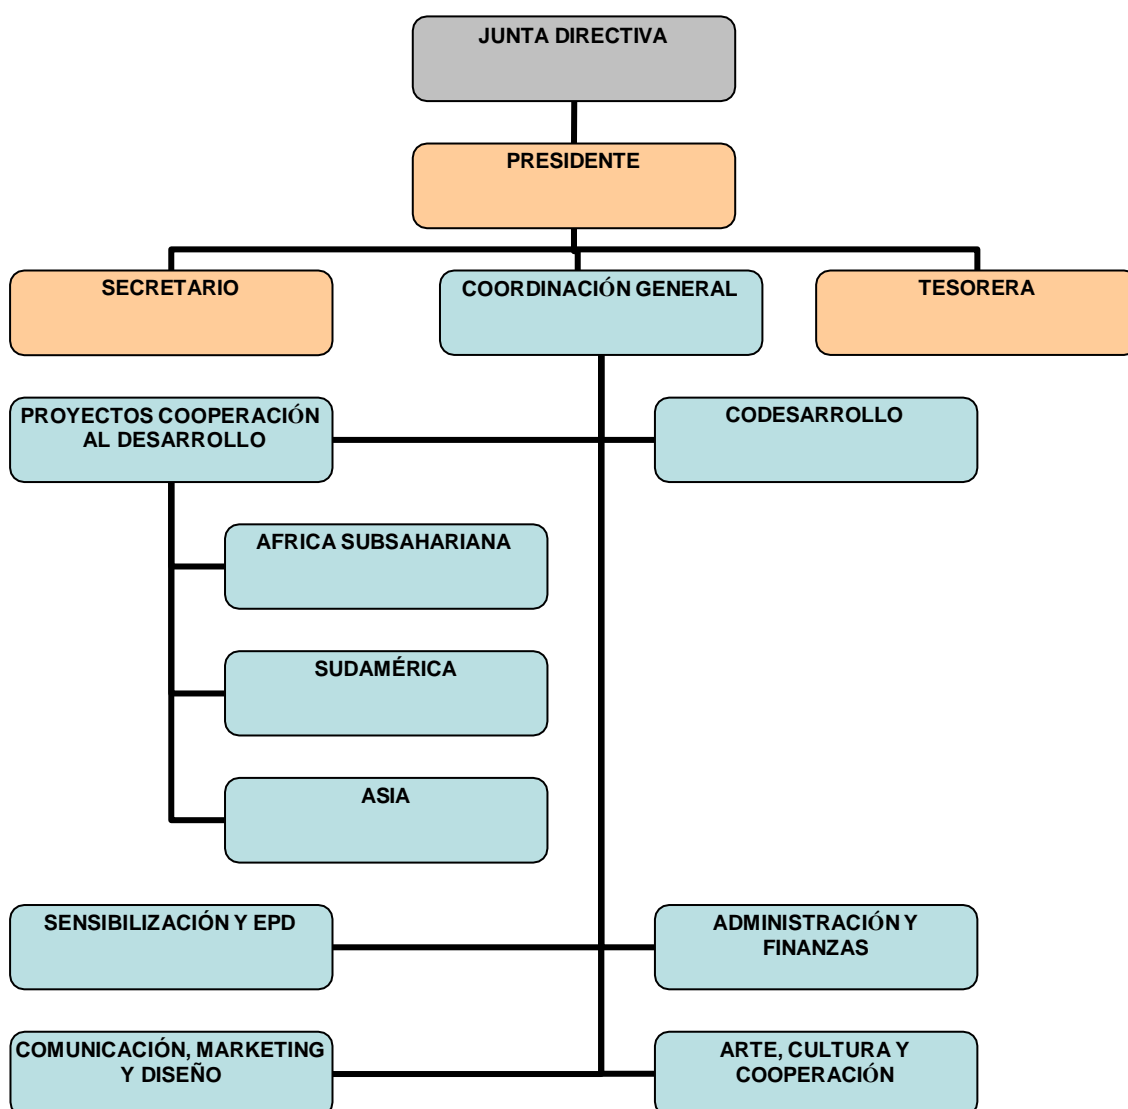 JUNTA DIRECTIVA
PRESIDENTE
SECRETARIO
COORDINACIÓN GENERAL
TESORERA
PROYECTOS COOPERACIÓN
AL DESARROLLO
CODESARROLLO
AFRICA SUBSAHARIANA
SUDAMÉRICA
ASIA
SENSIBILIZACIÓN Y EPD
ADMINISTRACIÓN Y
FINANZAS
COMUNICACIÓN, MARKETING
Y DISEÑO
ARTE, CULTURA Y
COOPERACIÓN